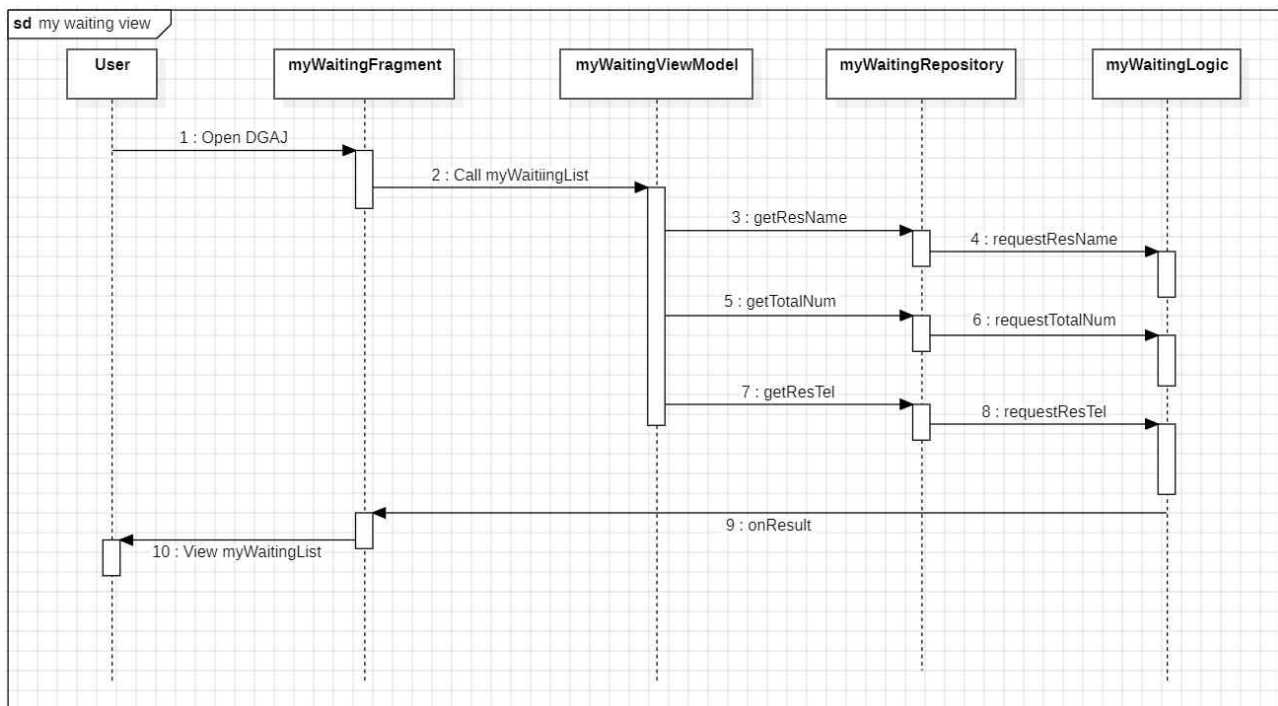 sd my waiting view
User
myWaitingFragment
myWaitingViewModel
myWaitingRepository
myWaitingLogic
1 : Open DGAJ
2 : Call myWaitiingList
3 : getResName
4 : requestResName
5 : getTotalNum
6 : requestTotalNum
7 : getResTel
8 : requestResTel
9 : onResult
10 : View myWaitingList